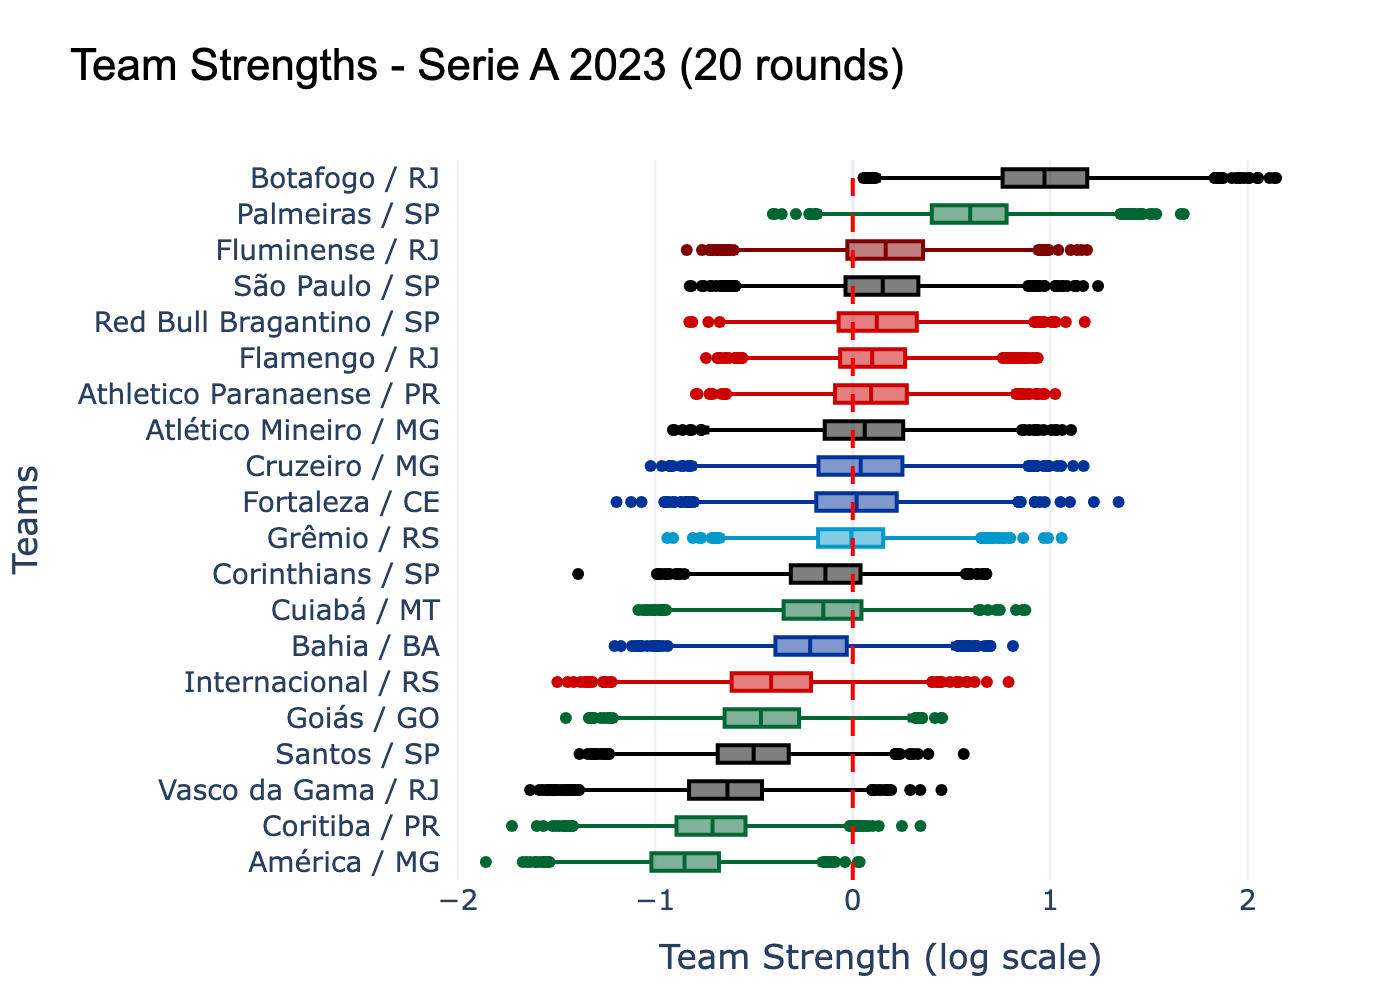 Team Strengths - Serie A 2023 (20 rounds)
Teams
Botafogo / RJ
Palmeiras / SP
Fluminense / RJ
São Paulo / SP
Red Bull Bragantino / SP
Flamengo / RJ
Athletico Paranaense / PR
Atlético Mineiro / MG
Cruzeiro / MG
Fortaleza / CE
Grêmio / RS
Corinthians / SP
Cuiabá / MT
Bahia / BA
Internacional / RS
Goiás / GO
Santos / SP
Vasco da Gama / RJ
Coritiba / PR
América / MG
−2 −1 0 1 2
Team Strength (log scale)